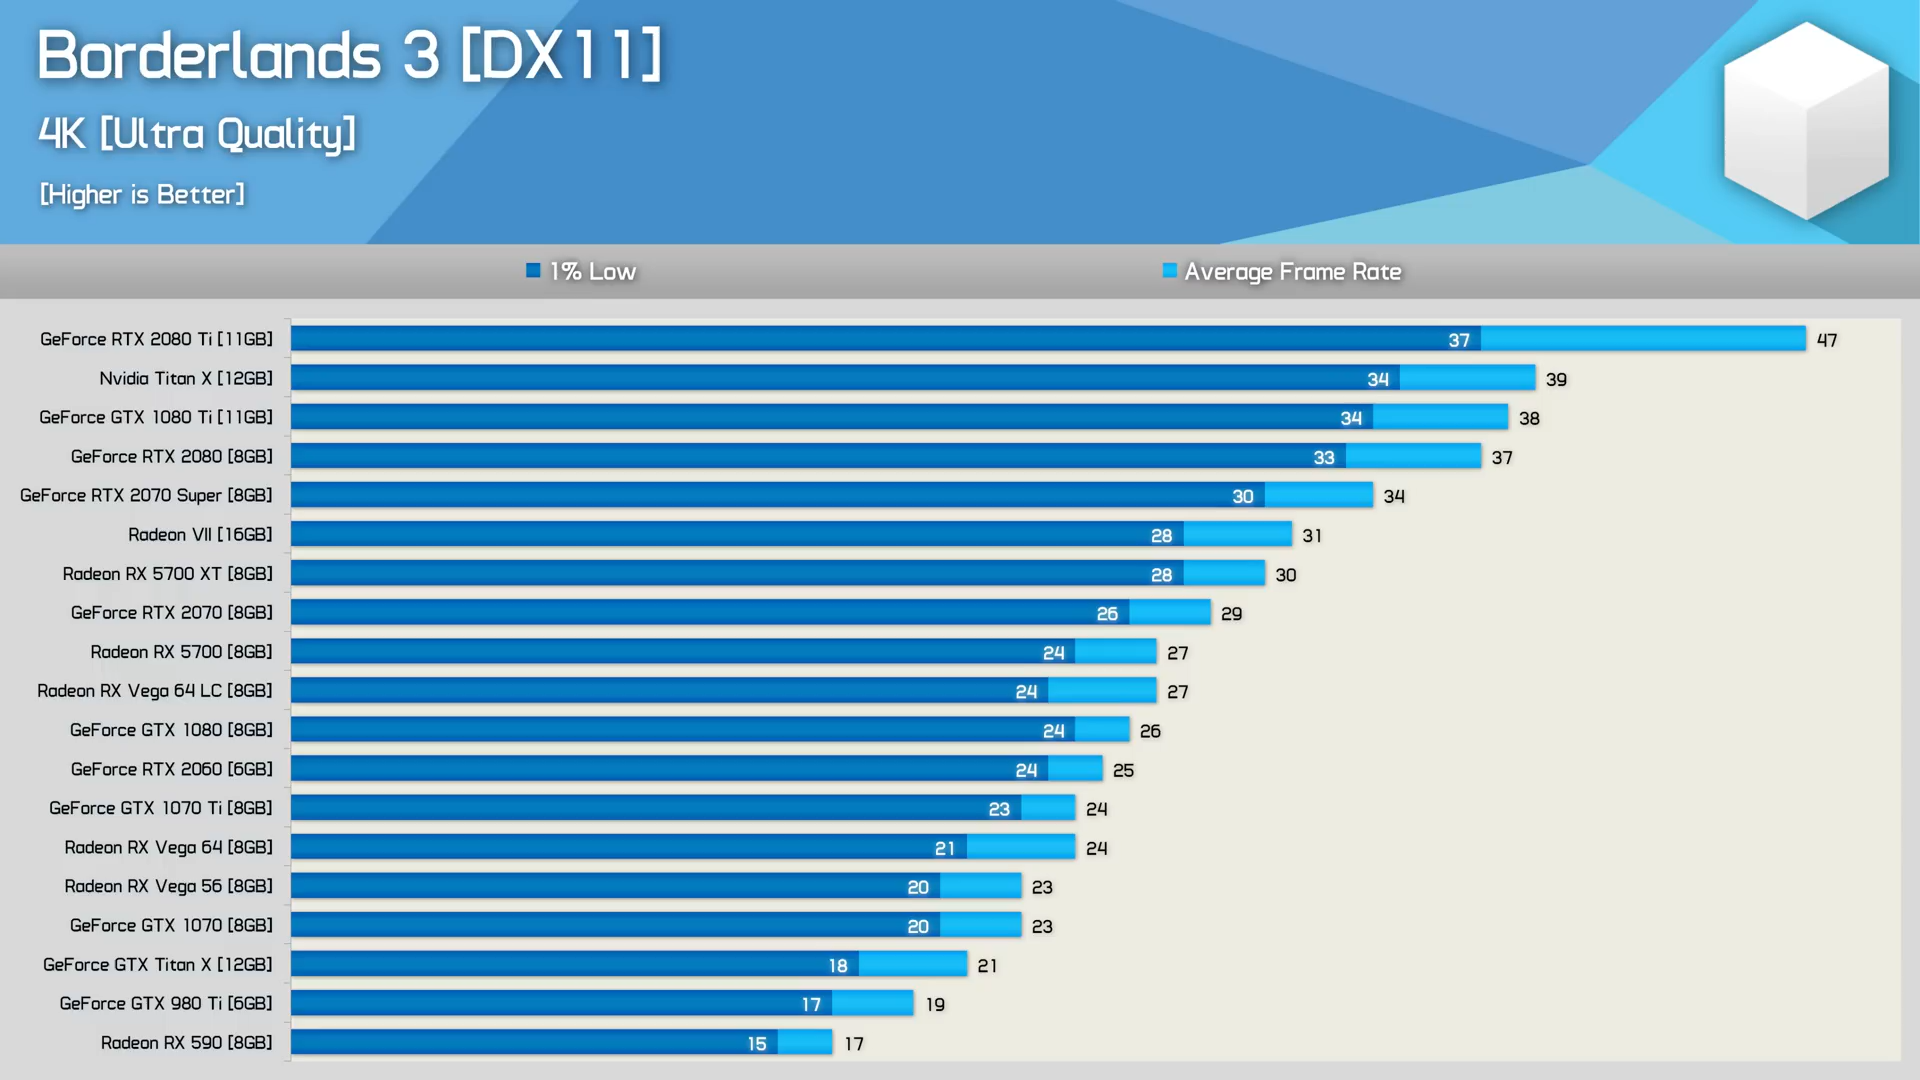 Borderlands 3 [DX11]
4K [Ultra Quality]
[Higher is Better]
1% Low Average Frame Rate
GeForce RTX 2080 Ti [11GB] 37 47
Nvidia Titan X [12GB] 34 39
GeForce GTX 1080 Ti [11GB] 34 38
GeForce RTX 2080 [8GB] 33 37
GeForce RTX 2070 Super [8GB] 30 34
Radeon VII [16GB] 28 31
Radeon RX 5700 XT [8GB] 28 30
GeForce RTX 2070 [8GB] 26 29
Radeon RX 5700 [8GB] 24 27
Radeon RX Vega 64 LC [8GB] 24 27
GeForce GTX 1080 [8GB] 24 26
GeForce RTX 2060 [6GB] 24 25
GeForce GTX 1070 Ti [8GB] 23 24
Radeon RX Vega 64 [8GB] 21 24
Radeon RX Vega 56 [8GB] 20 23
GeForce GTX 1070 [8GB] 20 23
GeForce GTX Titan X [12GB] 18 21
GeForce GTX 980 Ti [6GB] 17 19
Radeon RX 590 [8GB] 15 17